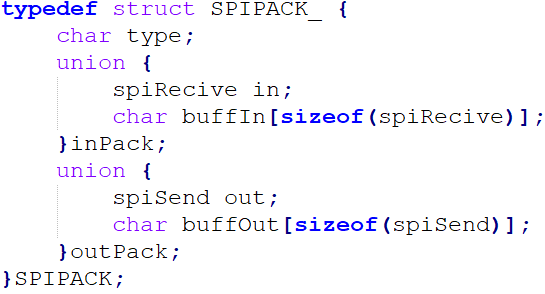 typedef struct SPIPACK_ {
    char type;
    union {
        spiRecive in;
        char buffIn[sizeof(spiRecive)];
    }inPack;
    union {
        spiSend out;
        char buffOut[sizeof(spiSend)];
    }outPack;
}SPIPACK;